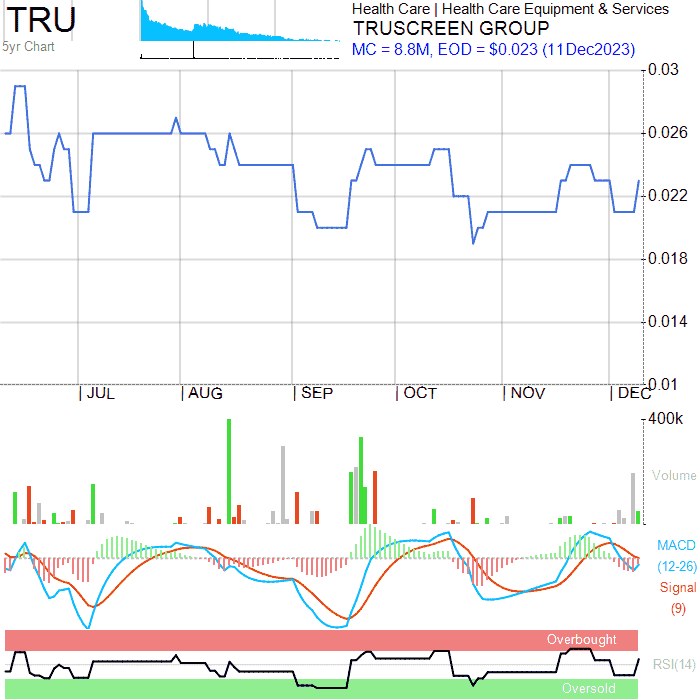 TRU
5yr Chart
Health Care | Health Care Equipment & Services
TRUSCREEN GROUP
MC = 8.8M, EOD = $0.023 (11Dec2023)
0.03
0.026
0.022
0.018
0.014
0.01
| JUL | AUG | SEP | OCT | NOV | DEC
400k
Volume
MACD
(12-26)
Signal
(9)
Overbought
RSI(14)
Oversold